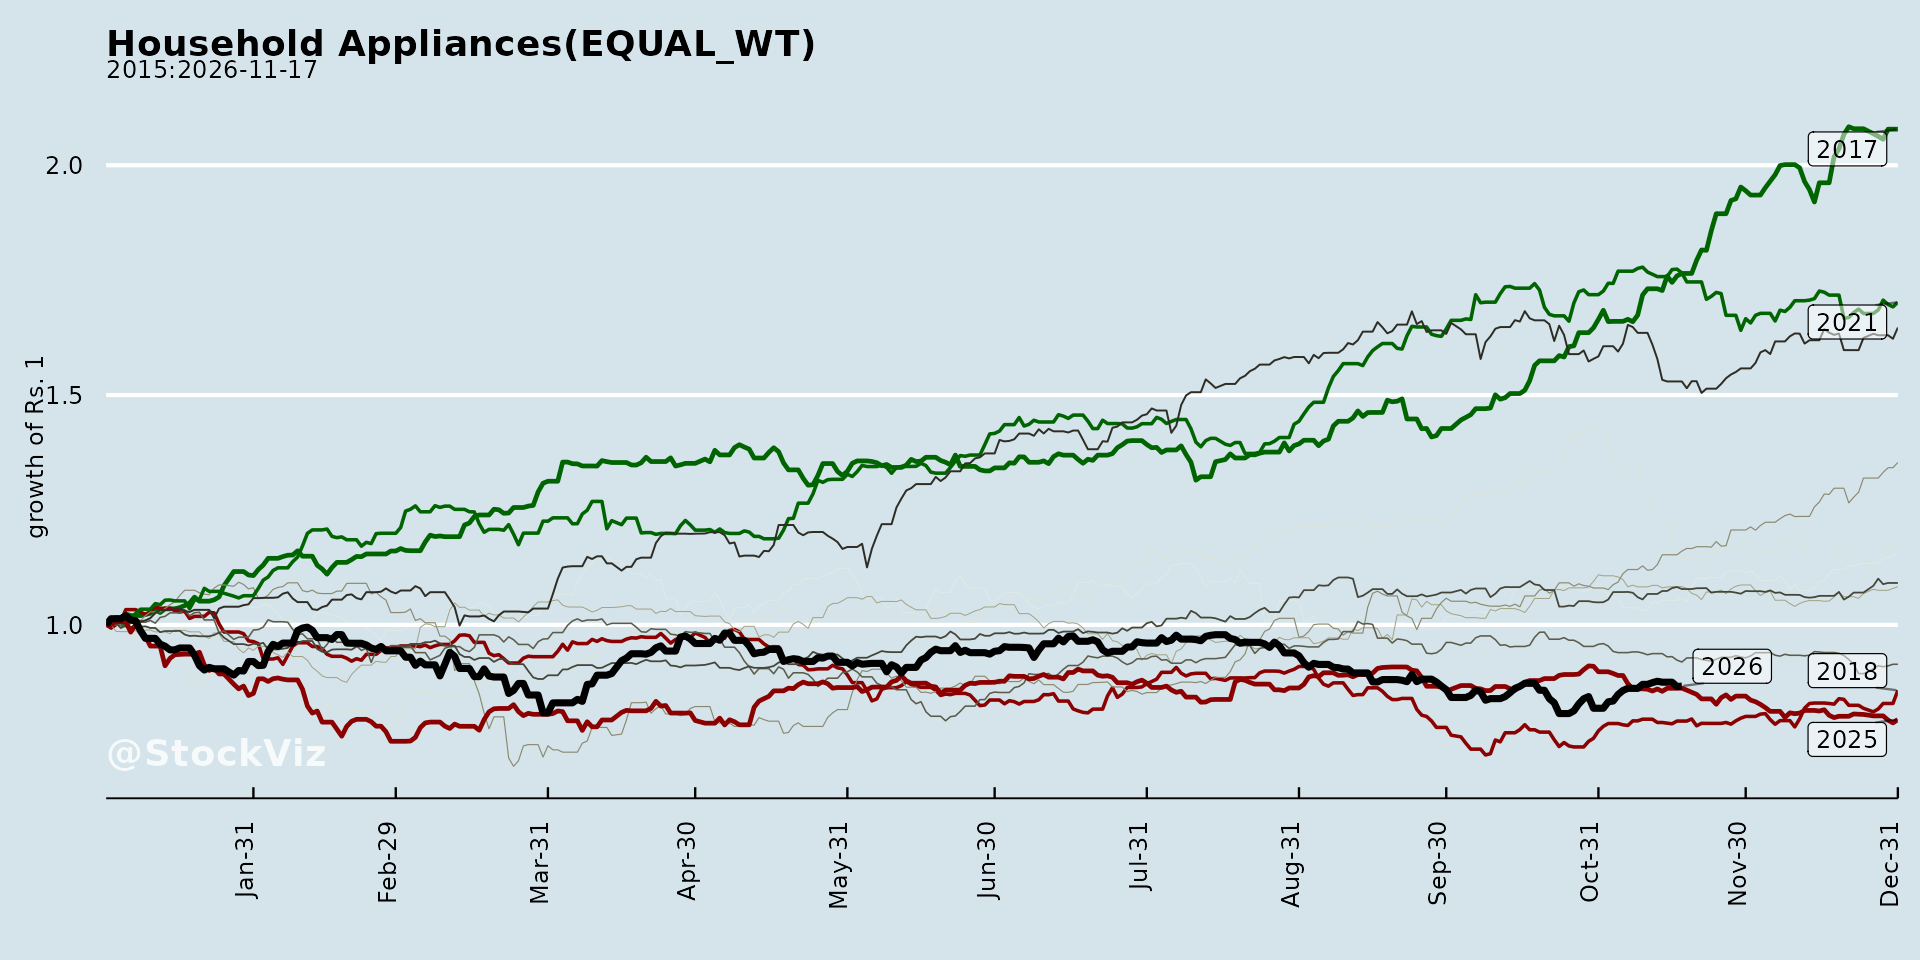 Household Appliances(EQUAL_WT)
2015:2026-11-17
growth of Rs. 1
2.0
1.5
1.0
2017
2021
2026
2018
2025
@StockViz
Jan-31
Feb-29
Mar-31
Apr-30
May-31
Jun-30
Jul-31
Aug-31
Sep-30
Oct-31
Nov-30
Dec-31